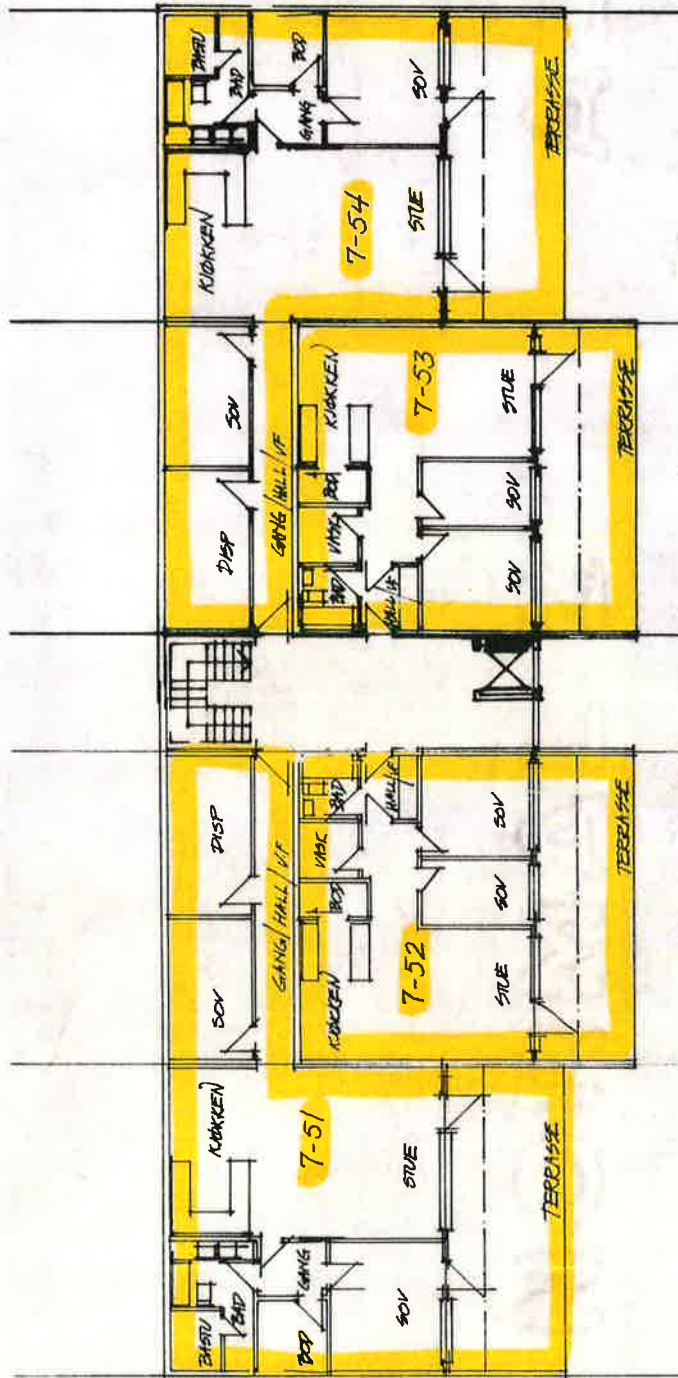 BASTU
BAD
BOD
GANG
SOV
KJØKKEN
7-54
STUE
TERRASSE
SOV
DISP
GANG/HALL/VF
KJØKKEN
7-53
STUE
BOD
VASK
BAD
HALL/VF
SOV
SOV
TERRASSE
DISP
SOV
GANG/HALL/VF
BAD
HALL/VF
VASK
BOD
SOV
SOV
KJØKKEN
7-52
STUE
TERRASSE
KJØKKEN
7-51
STUE
TERRASSE
GANG
BASTU
BAD
BOD
SOV